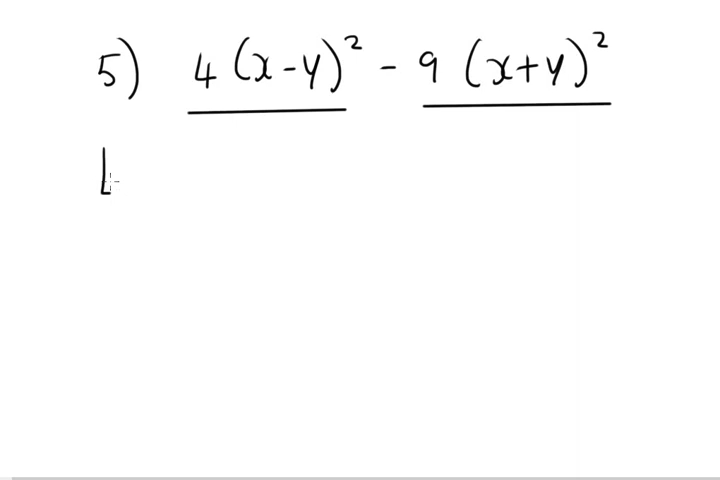 5) 4 (x-y)² - 9 (x+y)²
[